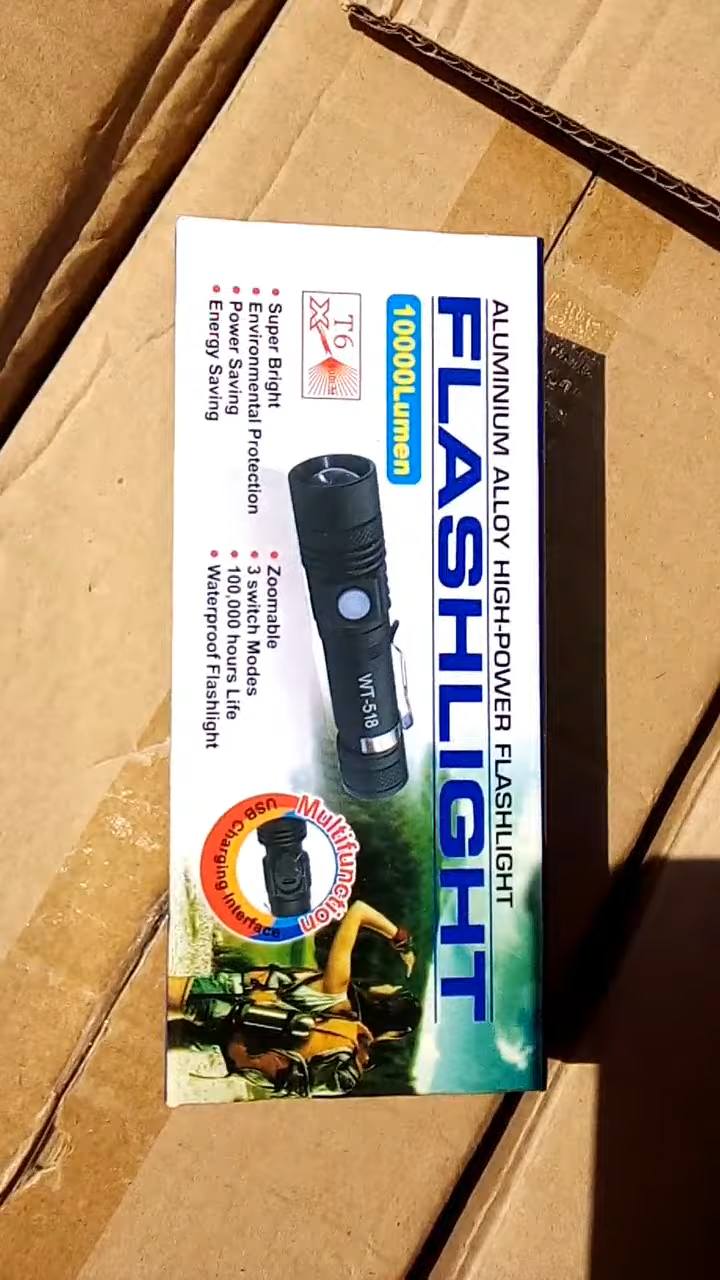 ALUMINIUM ALLOY HIGH-POWER FLASHLIGHT
FLASHLIGHT
10000Lumen
T6
X
WT-518
Super Bright
Environmental Protection
Power Saving
Energy Saving
Zoomable
3 switch Modes
100,000 hours Life
Waterproof Flashlight
Multifunction
USB Charging Interface